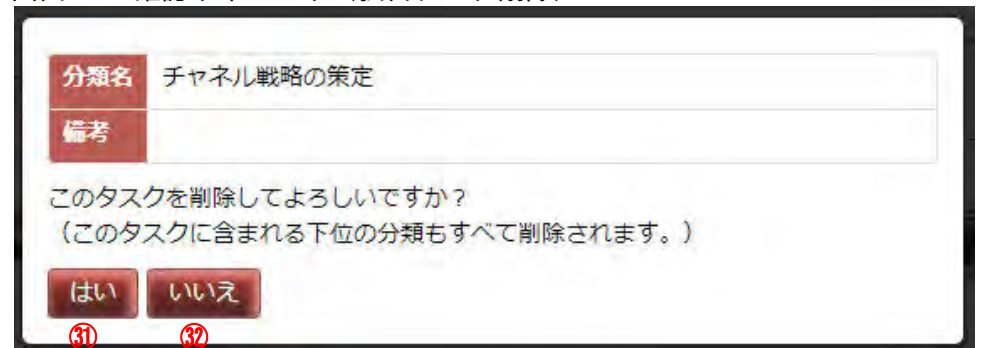 分類名 チャネル戦略の策定
備考
このタスクを削除してよろしいですか?
(このタスクに含まれる下位の分類もすべて削除されます。)
はい いいえ
㉛ ㉜